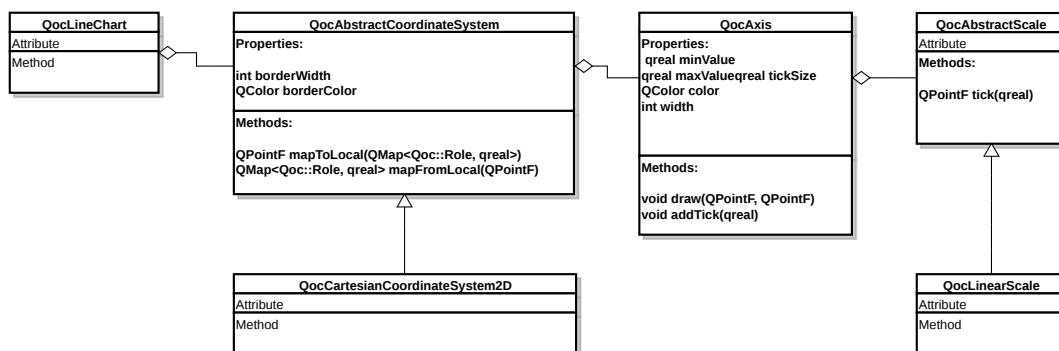 QocLineChart
Attribute
Method
QocAbstractCoordinateSystem
Properties:
int borderWidth
QColor borderColor
Methods:
QPointF mapToLocal(QMap<Qoc::Role, qreal>)
QMap<Qoc::Role, qreal> mapFromLocal(QPointF)
QocAxis
Properties:
qreal minValue
qreal maxValueqreal tickSize
QColor color
int width
Methods:
void draw(QPointF, QPointF)
void addTick(qreal)
QocAbstractScale
Attribute
Methods:
QPointF tick(qreal)
QocCartesianCoordinateSystem2D
Attribute
Method
QocLinearScale
Attribute
Method